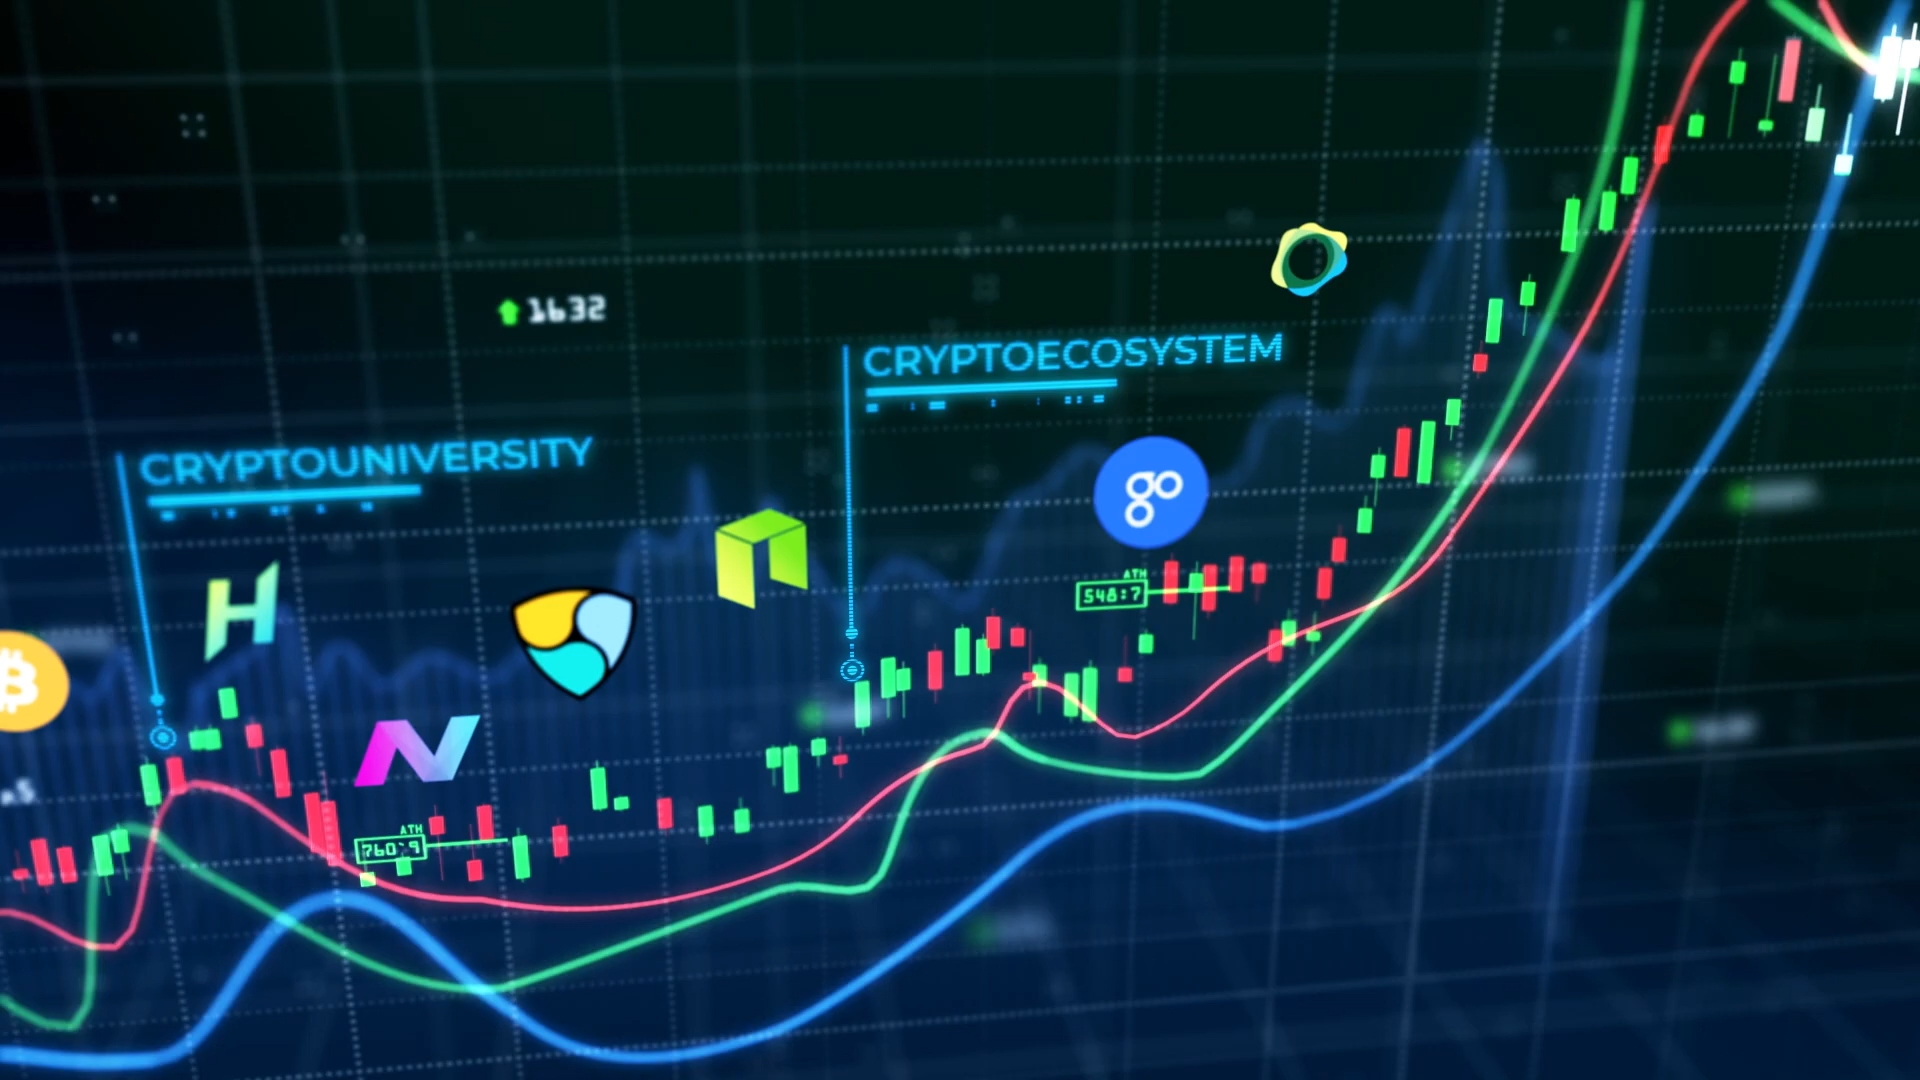 1632
CRYPTOECOSYSTEM
CRYPTOUNIVERSITY
go
ATH
548:7
ATH